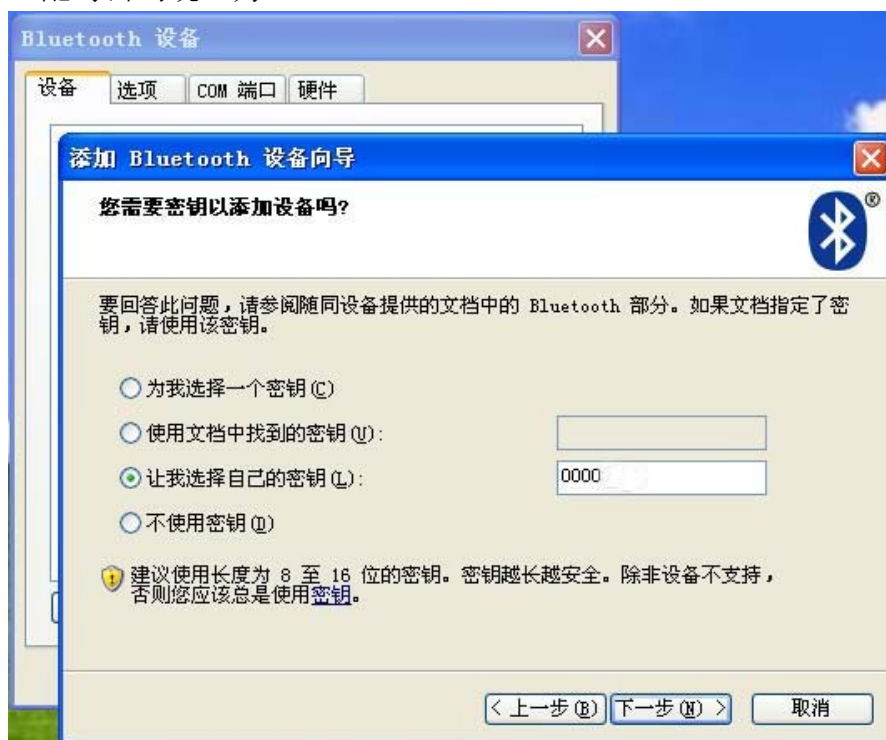 Bluetooth 设备
设备 选项 COM 端口 硬件
添加 Bluetooth 设备向导
您需要密钥以添加设备吗?
®
要回答此问题，请参阅随同设备提供的文档中的 Bluetooth 部分。如果文档指定了密
钥，请使用该密钥。
为我选择一个密钥(C)
使用文档中找到的密钥(U):
让我选择自己的密钥(L): 0000
不使用密钥(D)
建议使用长度为 8 至 16 位的密钥。密钥越长越安全。除非设备不支持，
否则您应该总是使用密钥。
< 上一步(B) 下一步(N) > 取消